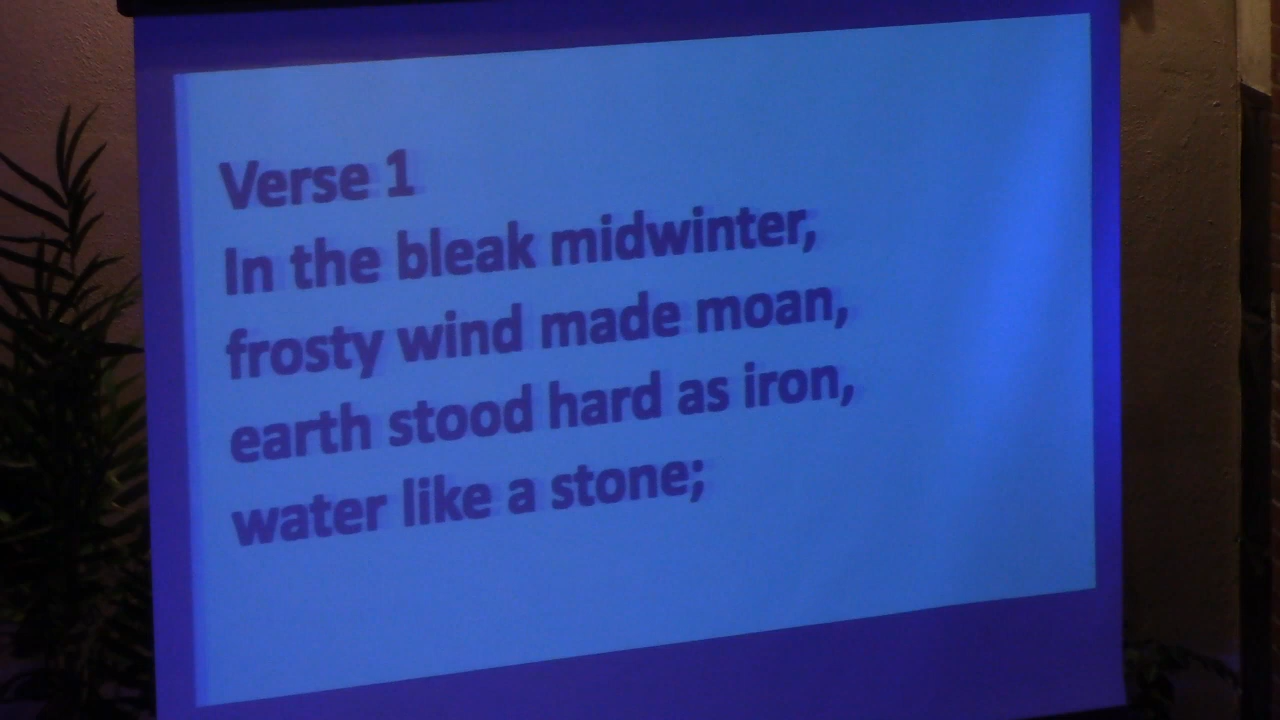 Verse 1
In the bleak midwinter,
frosty wind made moan,
earth stood hard as iron,
water like a stone;